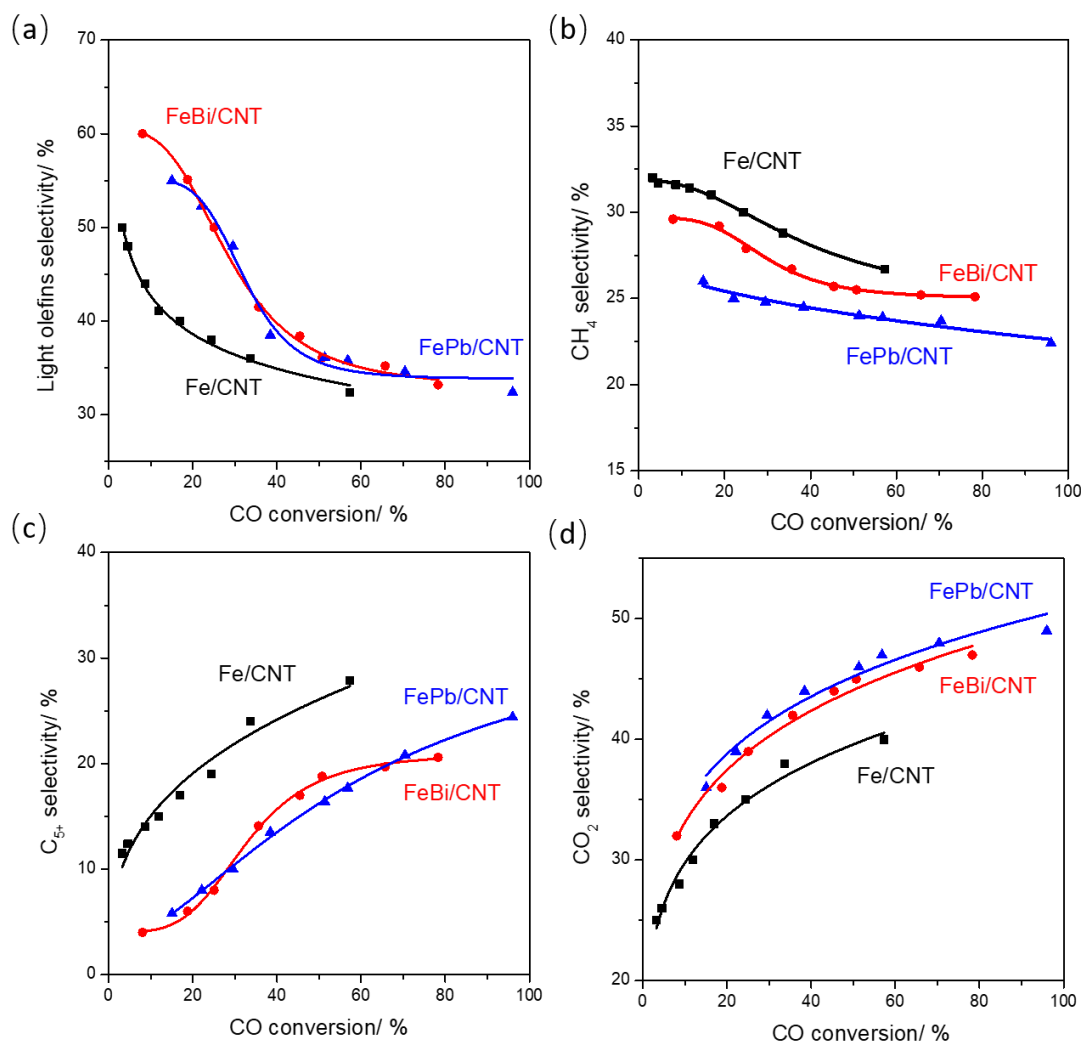 (a)
Light olefins selectivity/ %
70
60
50
40
30
FeBi/CNT
FePb/CNT
Fe/CNT
0 20 40 60 80 100
CO conversion/ %
(b)
CH₄ selectivity/ %
40
35
30
25
20
15
Fe/CNT
FeBi/CNT
FePb/CNT
0 20 40 60 80 100
CO conversion/ %
(c)
C₅₊ selectivity/ %
40
30
20
10
0
Fe/CNT
FePb/CNT
FeBi/CNT
0 20 40 60 80 100
CO conversion/ %
(d)
CO₂ selectivity/ %
50
40
30
20
FePb/CNT
FeBi/CNT
Fe/CNT
0 20 40 60 80 100
CO conversion/ %